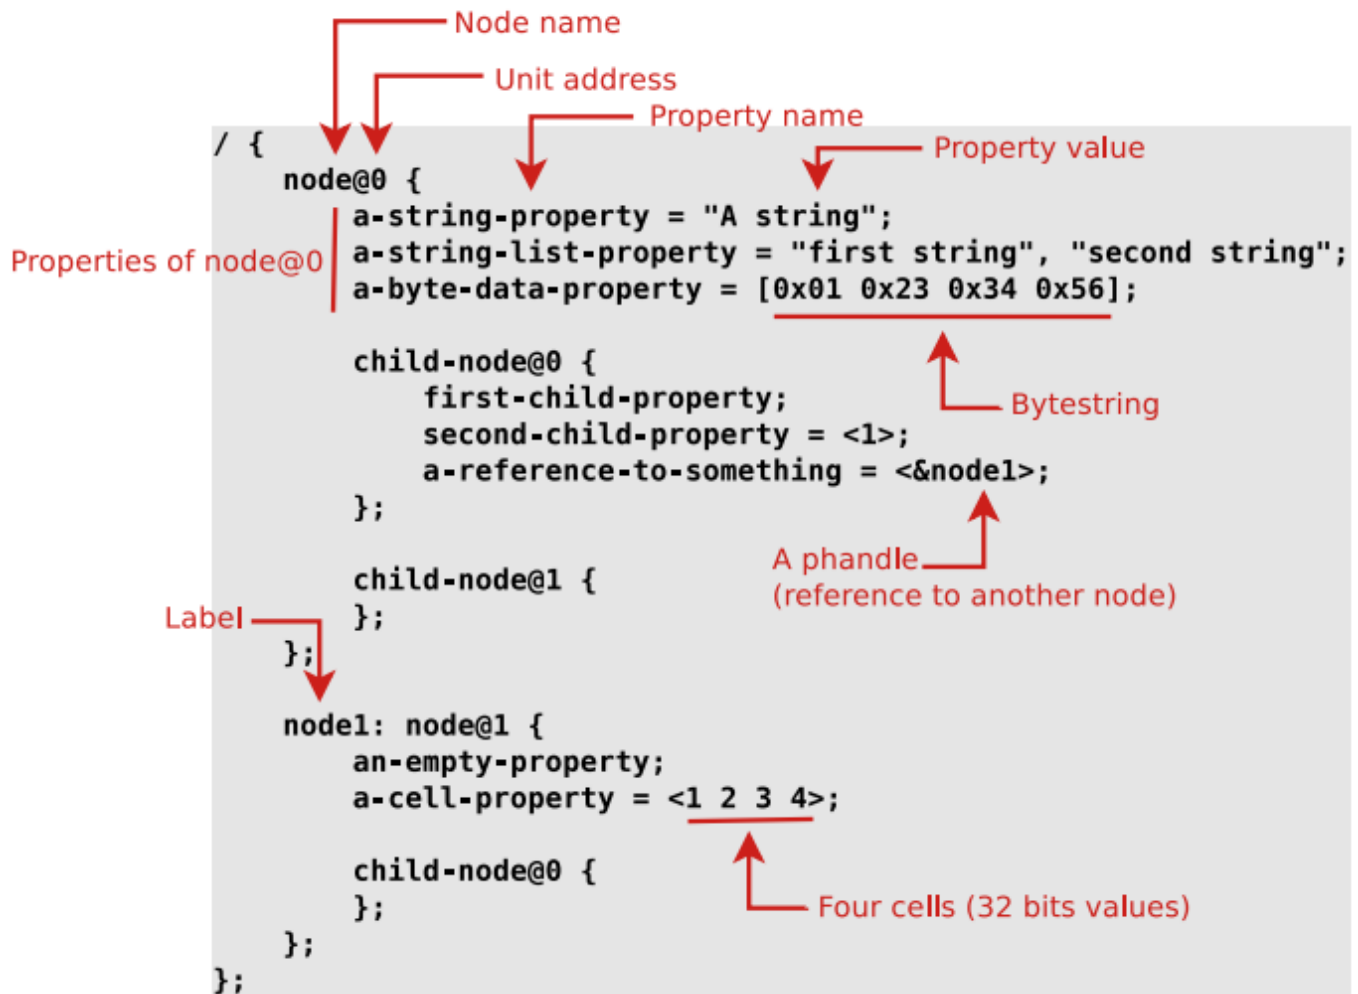 Node name
Unit address
Property name
/ {
Property value
node@0 {
a-string-property = "A string";
Properties of node@0
a-string-list-property = "first string", "second string";
a-byte-data-property = [0x01 0x23 0x34 0x56];
child-node@0 {
first-child-property;
Bytestring
second-child-property = <1>;
a-reference-to-something = <&node1>;
};
A phandle
(reference to another node)
child-node@1 {
Label
};
};
node1: node@1 {
an-empty-property;
a-cell-property = <1 2 3 4>;
child-node@0 {
};
Four cells (32 bits values)
};
};